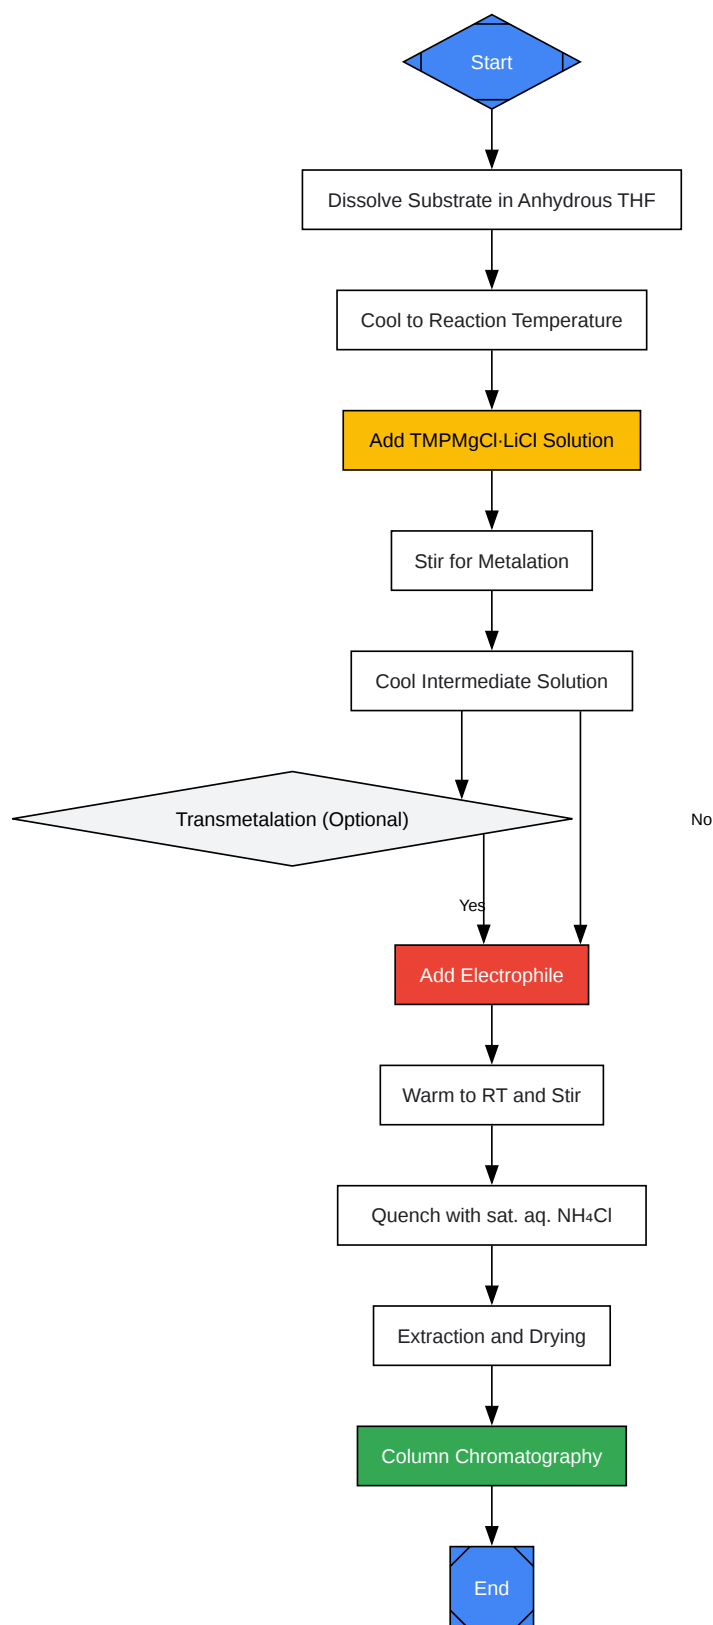 Start
Dissolve Substrate in Anhydrous THF
Cool to Reaction Temperature
Add TMPMgCl·LiCl Solution
Stir for Metalation
Cool Intermediate Solution
Transmetalation (Optional)
No
Yes
Add Electrophile
Warm to RT and Stir
Quench with sat. aq. NH₄Cl
Extraction and Drying
Column Chromatography
End